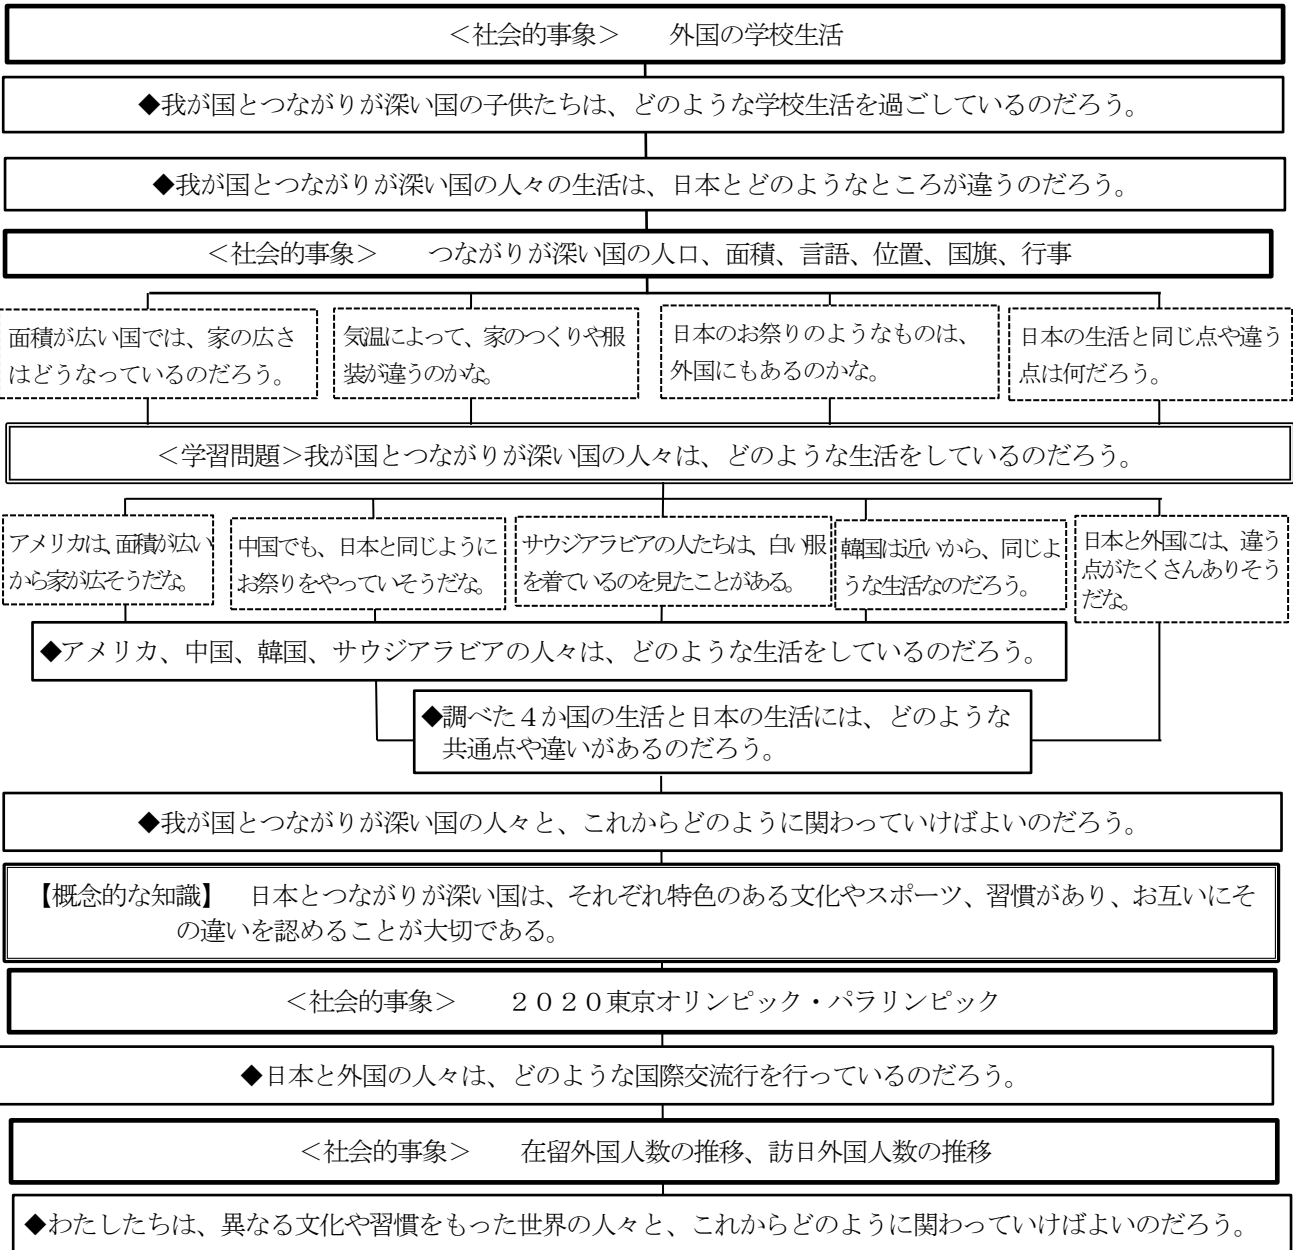 ＜社会的事象＞　　外国の学校生活
◆我が国とつながりが深い国の子供たちは、どのような学校生活を過ごしているのだろう。
◆我が国とつながりが深い国の人々の生活は、日本とどのようなところが違うのだろう。
＜社会的事象＞　　つながりが深い国の人口、面積、言語、位置、国旗、行事
面積が広い国では、家の広さ
はどうなっているのだろう。
気温によって、家のつくりや服
装が違うのかな。
日本のお祭りのようなものは、
外国にもあるのかな。
日本の生活と同じ点や違う
点は何だろう。
＜学習問題＞我が国とつながりが深い国の人々は、どのような生活をしているのだろう。
アメリカは、面積が広い
から家が広そうだな。
中国でも、日本と同じように
お祭りをやっていそうだな。
サウジアラビアの人たちは、白い服
を着ているのを見たことがある。
韓国は近いから、同じよ
うな生活なのだろう。
日本と外国には、違う
点がたくさんありそう
だな。
◆アメリカ、中国、韓国、サウジアラビアの人々は、どのような生活をしているのだろう。
◆調べた４か国の生活と日本の生活には、どのような
共通点や違いがあるのだろう。
◆我が国とつながりが深い国の人々と、これからどのように関わっていけばよいのだろう。
【概念的な知識】　日本とつながりが深い国は、それぞれ特色のある文化やスポーツ、習慣があり、お互いにそ
の違いを認めることが大切である。
＜社会的事象＞　　２０２０東京オリンピック・パラリンピック
◆日本と外国の人々は、どのような国際交流行を行っているのだろう。
＜社会的事象＞　　在留外国人数の推移、訪日外国人数の推移
◆わたしたちは、異なる文化や習慣をもった世界の人々と、これからどのように関わっていけばよいのだろう。